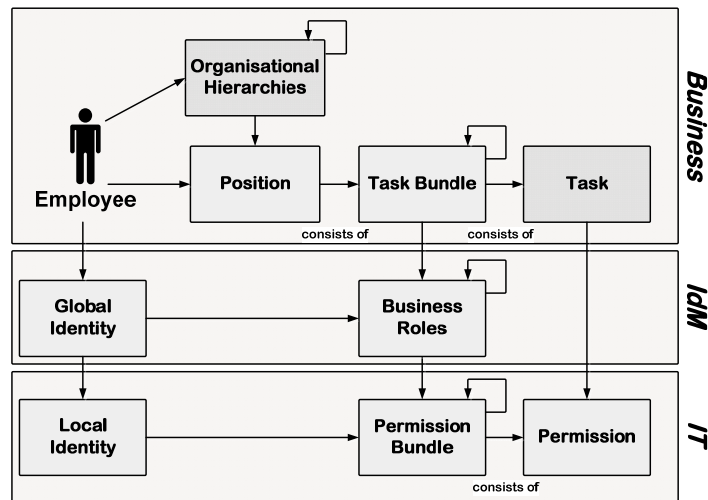 Organisational
Hierarchies
Employee
Position
Task Bundle
Task
consists of
consists of
Business
Global
Identity
Business
Roles
IdM
Local
Identity
Permission
Bundle
Permission
consists of
IT